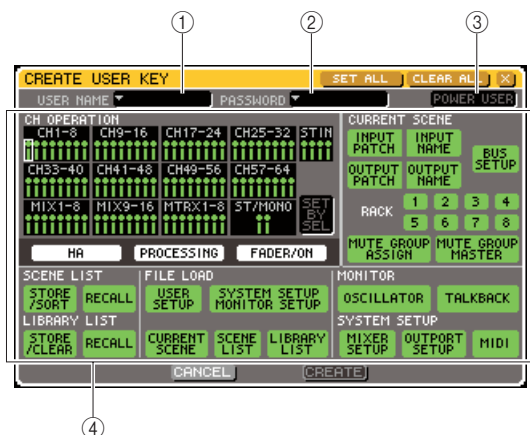 ① ② ③
CREATE USER KEY SET ALL CLEAR ALL X
USER NAME PASSWORD POWER USER
CH OPERATION
CH1-8 CH9-16 CH17-24 CH25-32 STIN
CH33-40 CH41-48 CH49-56 CH57-64
MIX1-8 MIX9-16 MTRX1-8 ST/MONO SET BY SEL
HA PROCESSING FADER/ON
CURRENT SCENE
INPUT PATCH INPUT NAME BUS SETUP
OUTPUT PATCH OUTPUT NAME
RACK 1 2 3 4
5 6 7 8
MUTE GROUP ASSIGN MUTE GROUP MASTER
SCENE LIST FILE LOAD MONITOR
STORE /SORT RECALL USER SETUP SYSTEM SETUP MONITOR SETUP OSCILLATOR TALKBACK
LIBRARY LIST SYSTEM SETUP
STORE /CLEAR RECALL CURRENT SCENE SCENE LIST LIBRARY LIST MIXER SETUP OUTPORT SETUP MIDI
CANCEL CREATE
④